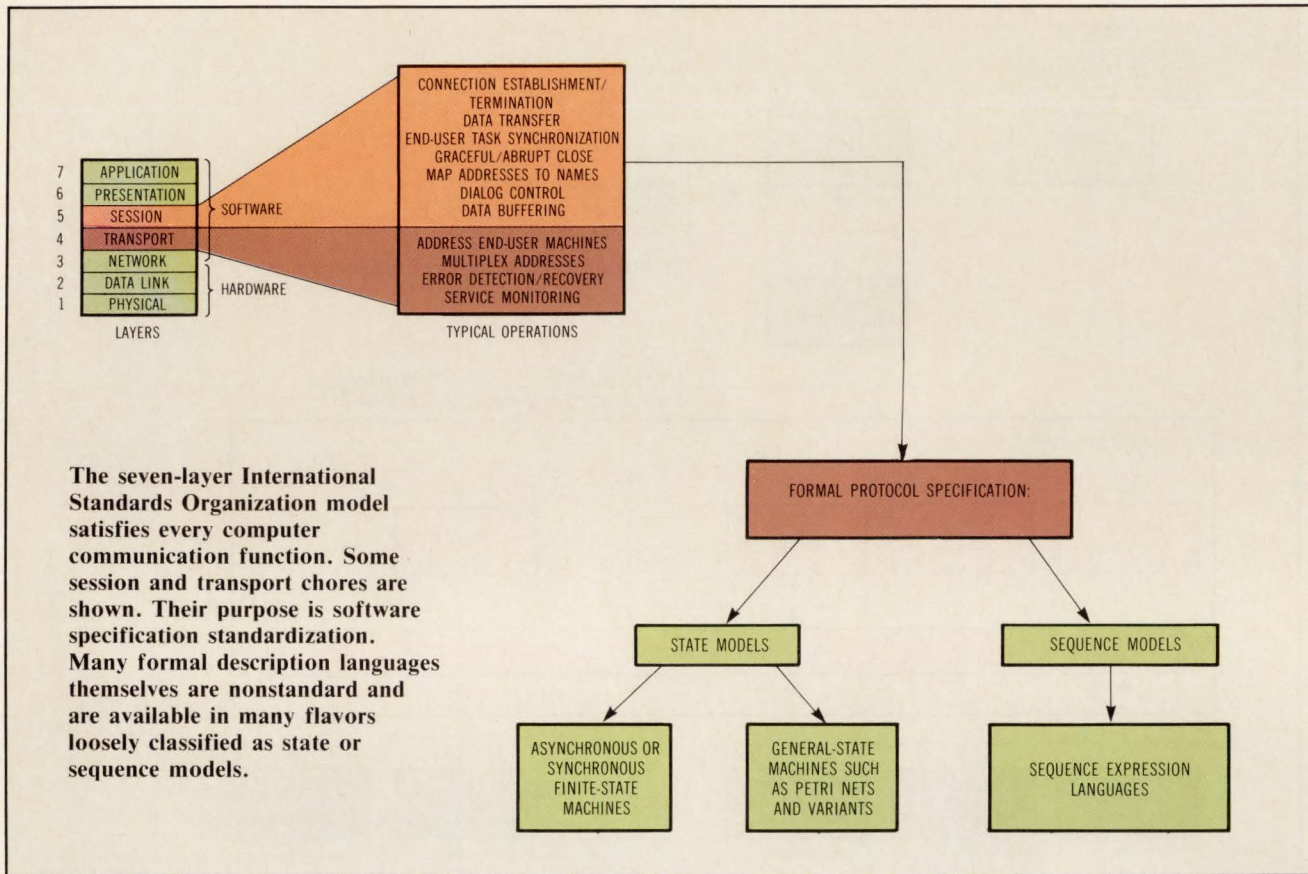 CONNECTION ESTABLISHMENT/
TERMINATION
DATA TRANSFER
END-USER TASK SYNCHRONIZATION
GRACEFUL/ABRUPT CLOSE
MAP ADDRESSES TO NAMES
DIALOG CONTROL
DATA BUFFERING
ADDRESS END-USER MACHINES
MULTIPLEX ADDRESSES
ERROR DETECTION/RECOVERY
SERVICE MONITORING
TYPICAL OPERATIONS
7 APPLICATION
6 PRESENTATION
5 SESSION
4 TRANSPORT
3 NETWORK
2 DATA LINK
1 PHYSICAL
LAYERS
SOFTWARE
HARDWARE
The seven-layer International
Standards Organization model
satisfies every computer
communication function. Some
session and transport chores are
shown. Their purpose is software
specification standardization.
Many formal description languages
themselves are nonstandard and
are available in many flavors
loosely classified as state or
sequence models.
FORMAL PROTOCOL SPECIFICATION:
STATE MODELS
SEQUENCE MODELS
ASYNCHRONOUS OR
SYNCHRONOUS
FINITE-STATE
MACHINES
GENERAL-STATE
MACHINES SUCH
AS PETRI NETS
AND VARIANTS
SEQUENCE EXPRESSION
LANGUAGES